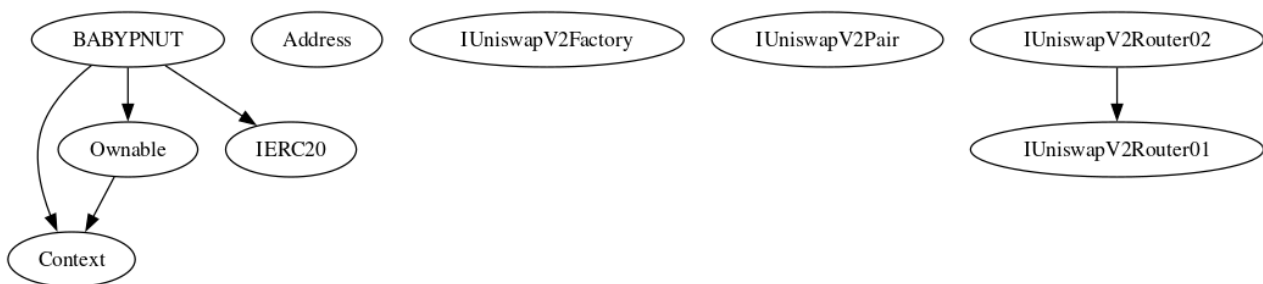 BABYPNUT
Address
IUniswapV2Factory
IUniswapV2Pair
IUniswapV2Router02
Ownable
IERC20
IUniswapV2Router01
Context